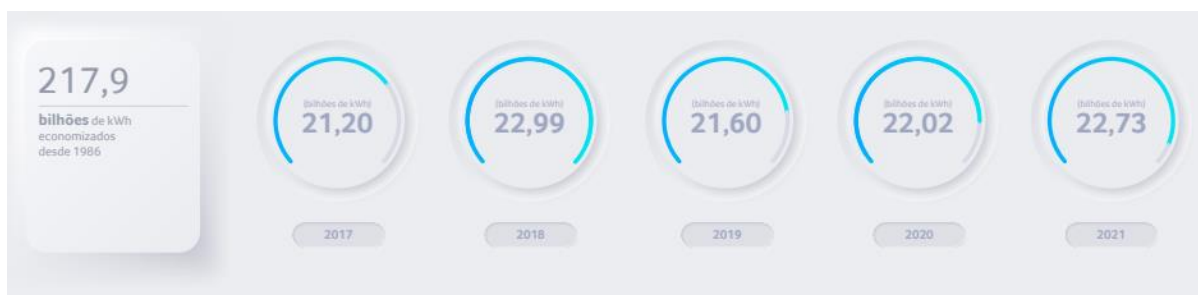 217,9
bilhões de kWh
economizados
desde 1986
(bilhões de kWh)
21,20
2017
(bilhões de kWh)
22,99
2018
(bilhões de kWh)
21,60
2019
(bilhões de kWh)
22,02
2020
(bilhões de kWh)
22,73
2021